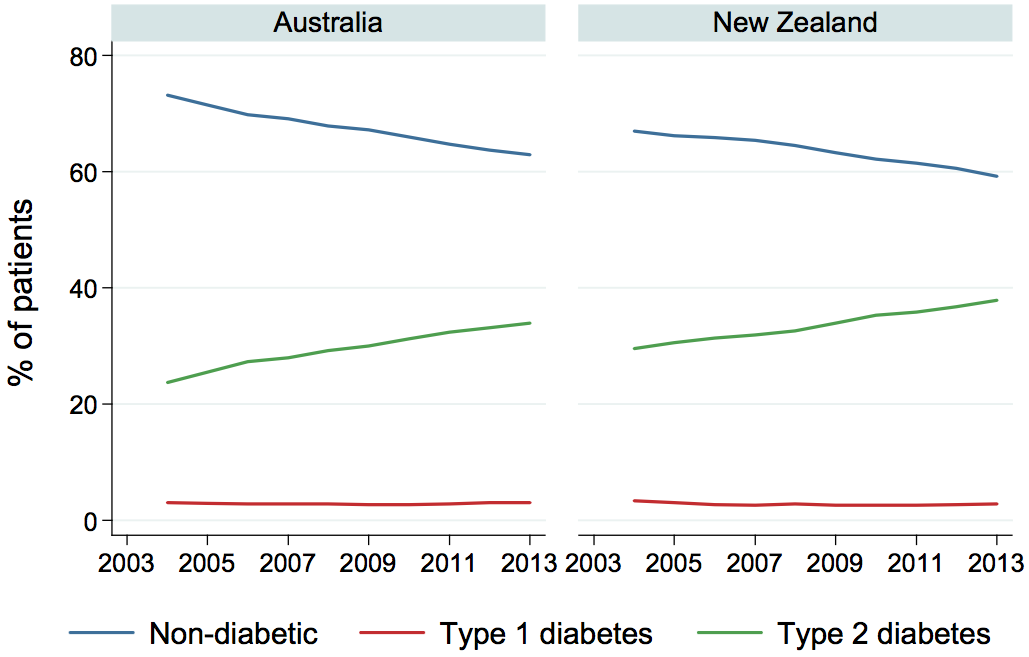 Australia New Zealand
% of patients
80
60
40
20
0
2003 2005 2007 2009 2011 2013 2003 2005 2007 2009 2011 2013
Non-diabetic Type 1 diabetes Type 2 diabetes